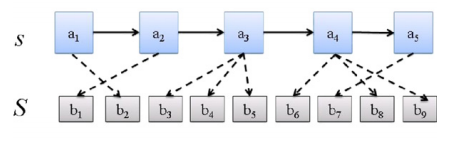 s a₁ a₂ a₃ a₄ a₅
S b₁ b₂ b₃ b₄ b₅ b₆ b₇ b₈ b₉